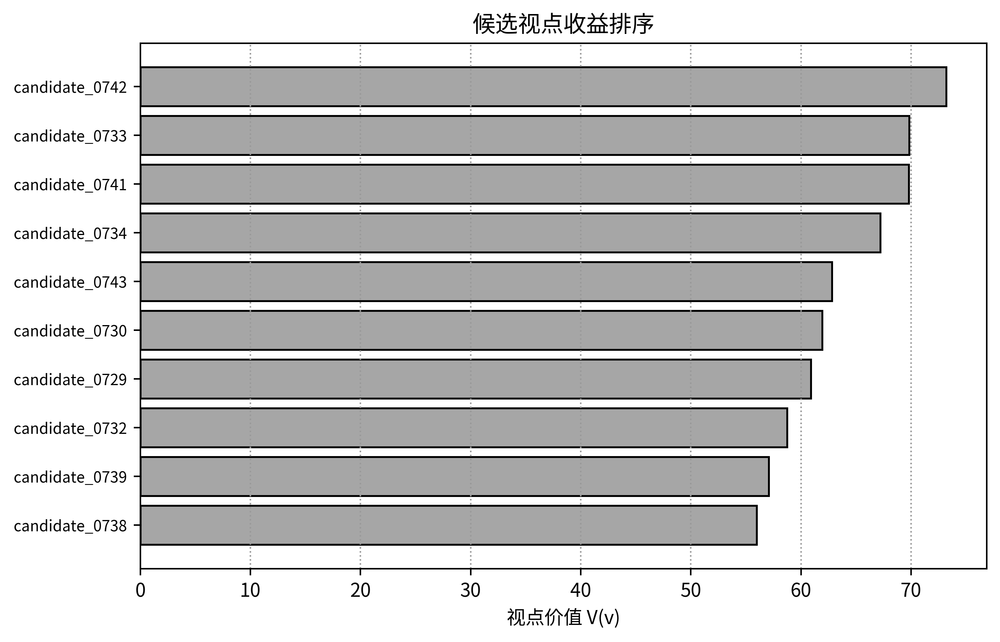 候选视点收益排序
candidate_0742
candidate_0733
candidate_0741
candidate_0734
candidate_0743
candidate_0730
candidate_0729
candidate_0732
candidate_0739
candidate_0738
0 10 20 30 40 50 60 70
视点价值 V(v)